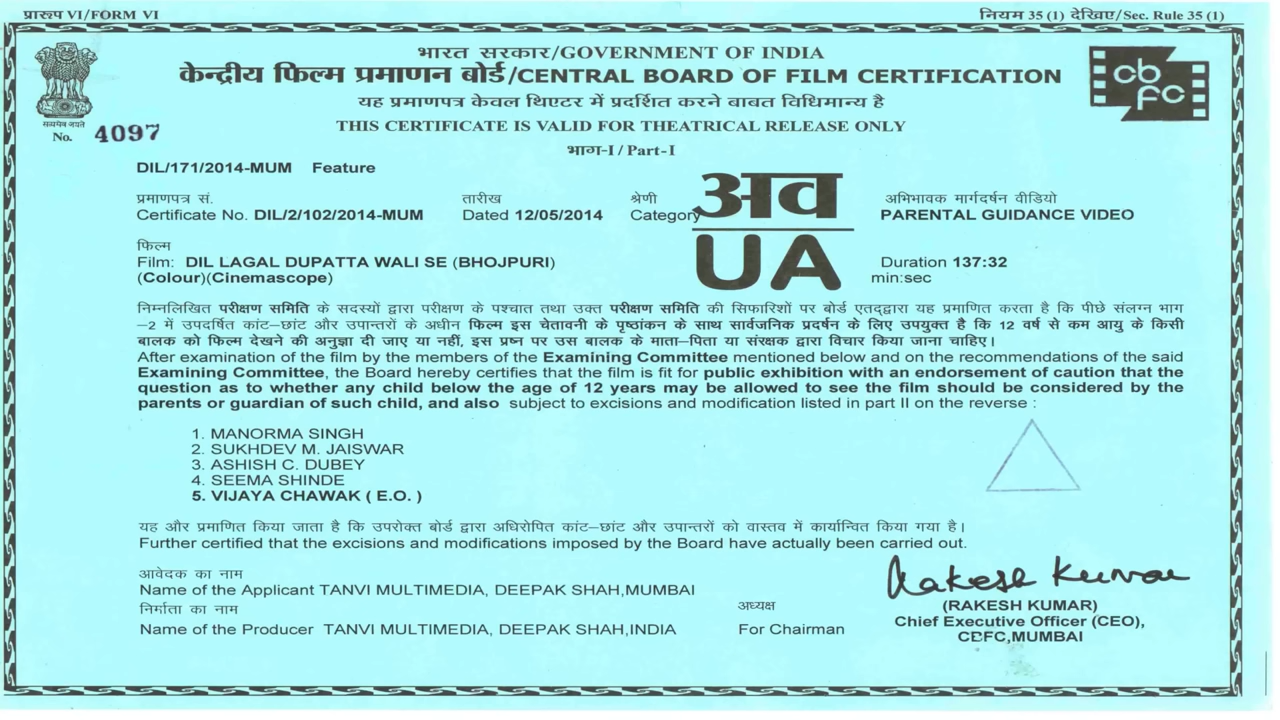 प्रारूप VI/FORM VI
नियम 35 (1) देखिए/Sec. Rule 35 (1)
भारत सरकार/GOVERNMENT OF INDIA
केन्द्रीय फिल्म प्रमाणन बोर्ड/CENTRAL BOARD OF FILM CERTIFICATION
cb
fc
यह प्रमाणपत्र केवल थिएटर में प्रदर्शित करने बाबत विधिमान्य है
सत्यमेव जयते
No. 4097
THIS CERTIFICATE IS VALID FOR THEATRICAL RELEASE ONLY
भाग-I / Part-I
DIL/171/2014-MUM Feature
प्रमाणपत्र सं. तारीख श्रेणी अव अभिभावक मार्गदर्षन वीडियो
Certificate No. DIL/2/102/2014-MUM Dated 12/05/2014 Category PARENTAL GUIDANCE VIDEO
UA
फिल्म
Film: DIL LAGAL DUPATTA WALI SE (BHOJPURI) Duration 137:32
(Colour)(Cinemascope) min:sec
निम्नलिखित परीक्षण समिति के सदस्यों द्वारा परीक्षण के पश्चात तथा उक्त परीक्षण समिति की सिफारिशों पर बोर्ड एतद्द्वारा यह प्रमाणित करता है कि पीछे संलग्न भाग
–2 में उपदर्षित कांट–छांट और उपान्तरों के अधीन फिल्म इस चेतावनी के पृष्ठांकन के साथ सार्वजनिक प्रदर्षन के लिए उपयुक्त है कि 12 वर्ष से कम आयु के किसी
बालक को फिल्म देखने की अनुज्ञा दी जाए या नहीं, इस प्रष्न पर उस बालक के माता–पिता या संरक्षक द्वारा विचार किया जाना चाहिए।
After examination of the film by the members of the Examining Committee mentioned below and on the recommendations of the said
Examining Committee, the Board hereby certifies that the film is fit for public exhibition with an endorsement of caution that the
question as to whether any child below the age of 12 years may be allowed to see the film should be considered by the
parents or guardian of such child, and also subject to excisions and modification listed in part II on the reverse :
1. MANORMA SINGH
2. SUKHDEV M. JAISWAR
3. ASHISH C. DUBEY
4. SEEMA SHINDE
5. VIJAYA CHAWAK ( E.O. )
यह और प्रमाणित किया जाता है कि उपरोक्त बोर्ड द्वारा अधिरोपित कांट–छांट और उपान्तरों को वास्तव में कार्यान्वित किया गया है।
Further certified that the excisions and modifications imposed by the Board have actually been carried out.
आवेदक का नाम
Name of the Applicant TANVI MULTIMEDIA, DEEPAK SHAH,MUMBAI
Rakesh Kumar
निर्माता का नाम अध्यक्ष (RAKESH KUMAR)
Name of the Producer TANVI MULTIMEDIA, DEEPAK SHAH,INDIA For Chairman Chief Executive Officer (CEO),
CBFC,MUMBAI